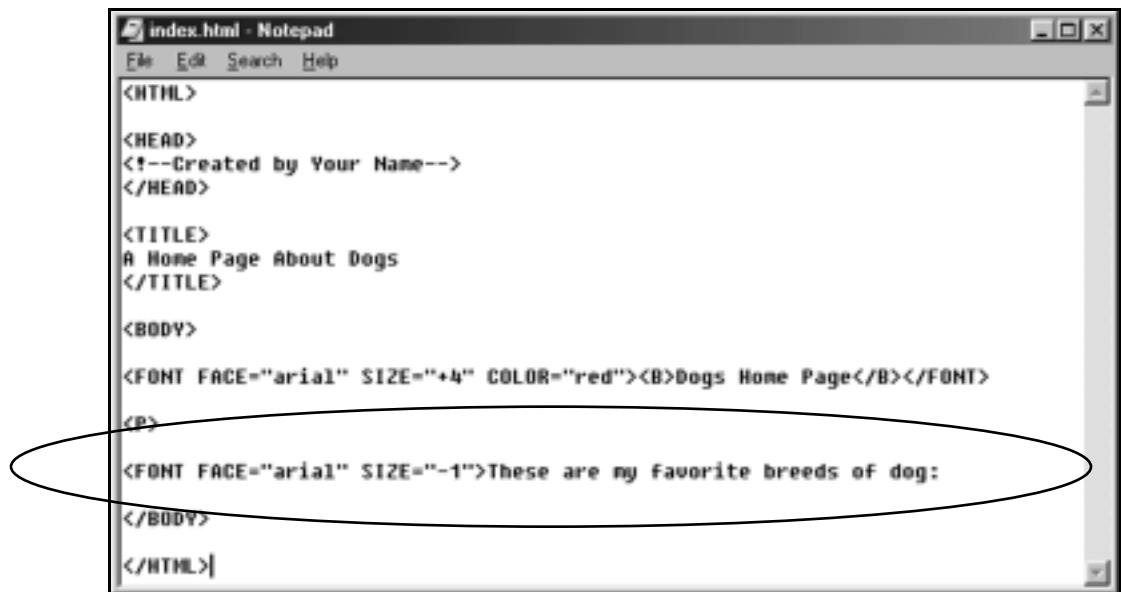 index.html - Notepad
File Edit Search Help
<HTML>
<HEAD>
<!--Created by Your Name-->
</HEAD>
<TITLE>
A Home Page About Dogs
</TITLE>
<BODY>
<FONT FACE="arial" SIZE="+4" COLOR="red"><B>Dogs Home Page</B></FONT>
<P>
<FONT FACE="arial" SIZE="-1">These are my favorite breeds of dog:
</BODY>
</HTML>